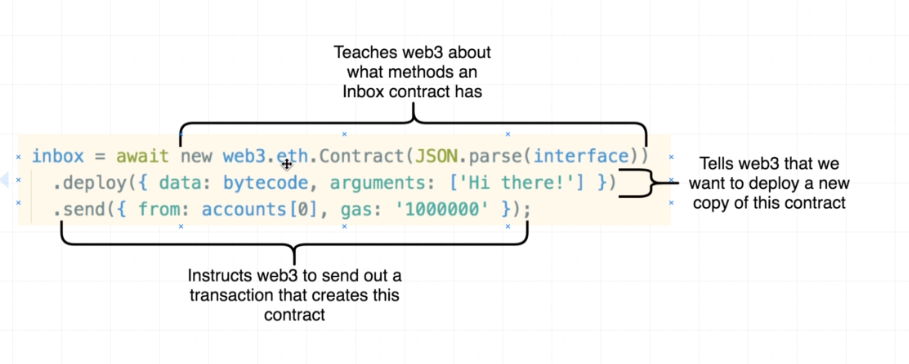 Teaches web3 about
what methods an
Inbox contract has
inbox = await new web3.eth.Contract(JSON.parse(interface))
.deploy({ data: bytecode, arguments: ['Hi there!'] })
.send({ from: accounts[0], gas: '1000000' });
Tells web3 that we
want to deploy a new
copy of this contract
Instructs web3 to send out a
transaction that creates this
contract